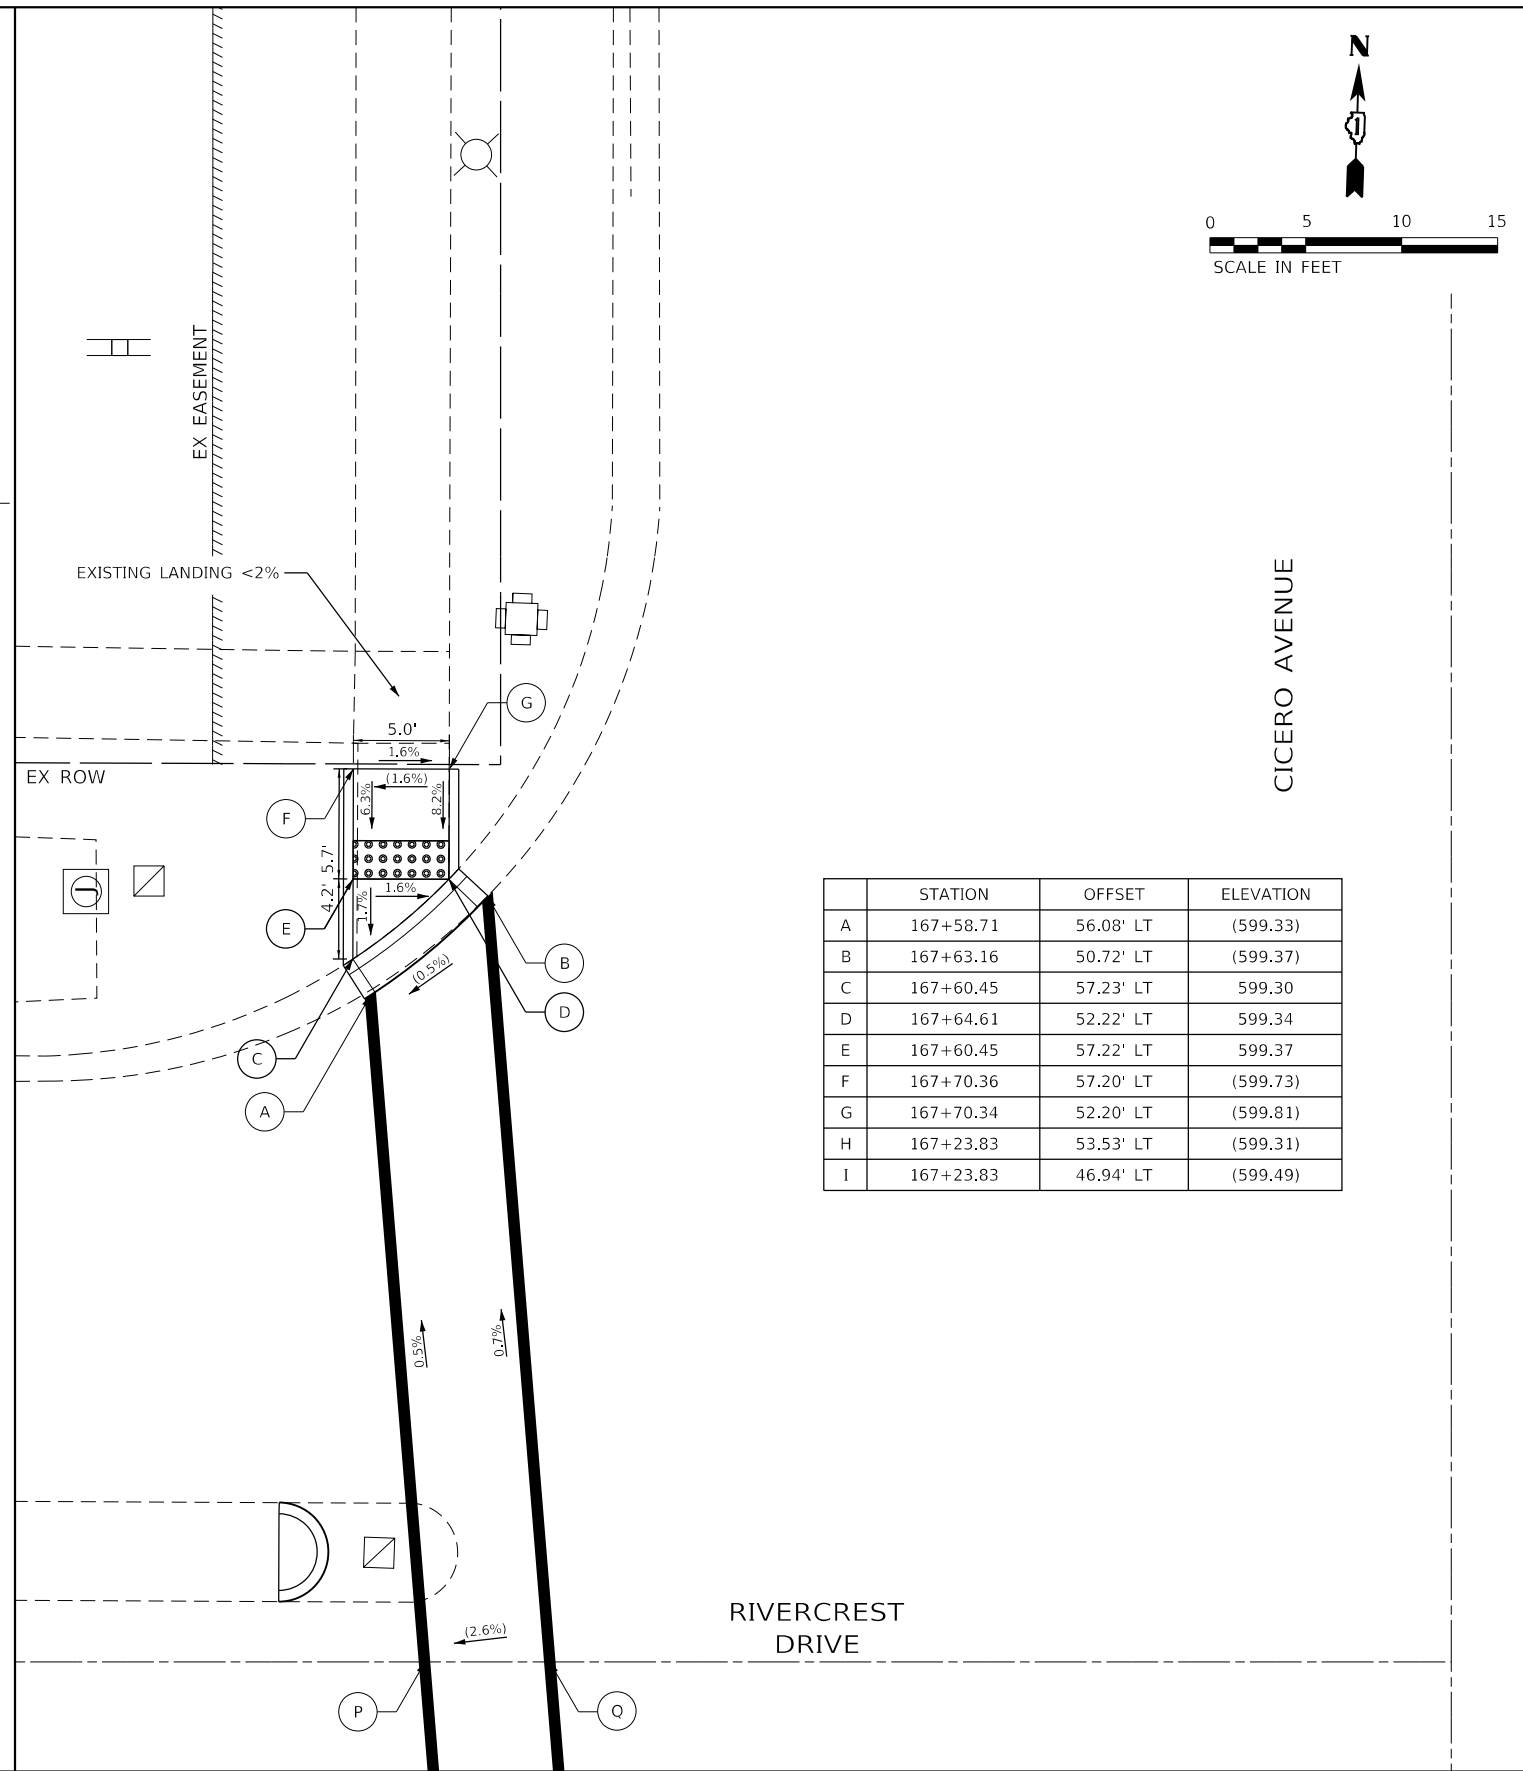 N
1
0 5 10 15
SCALE IN FEET
EX EASEMENT
EXISTING LANDING <2%
CICERO AVENUE
G
5.0'
1.6%
EX ROW
(1.6%)
6.3%
8.2%
F
5.7'
4.2'
1.6%
1.7%
J
E
B
(0.5%)
D
C
A
STATION OFFSET ELEVATION
A 167+58.71 56.08' LT (599.33)
B 167+63.16 50.72' LT (599.37)
C 167+60.45 57.23' LT 599.30
D 167+64.61 52.22' LT 599.34
E 167+60.45 57.22' LT 599.37
F 167+70.36 57.20' LT (599.73)
G 167+70.34 52.20' LT (599.81)
H 167+23.83 53.53' LT (599.31)
I 167+23.83 46.94' LT (599.49)
0.5%
0.7%
RIVERCREST
DRIVE
(2.6%)
P
Q